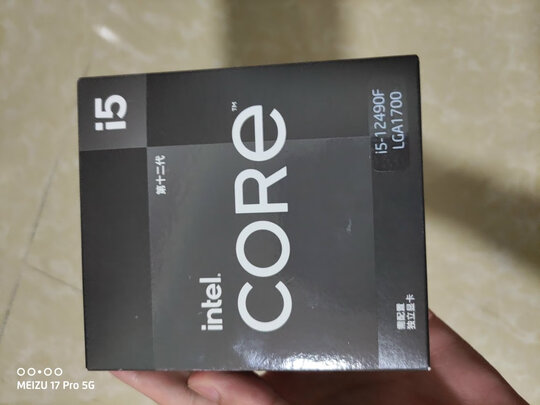 i5
第十二代
intel.
CORE™
i5-12490F
LGA1700
需配置
独立显卡
MEIZU 17 Pro 5G